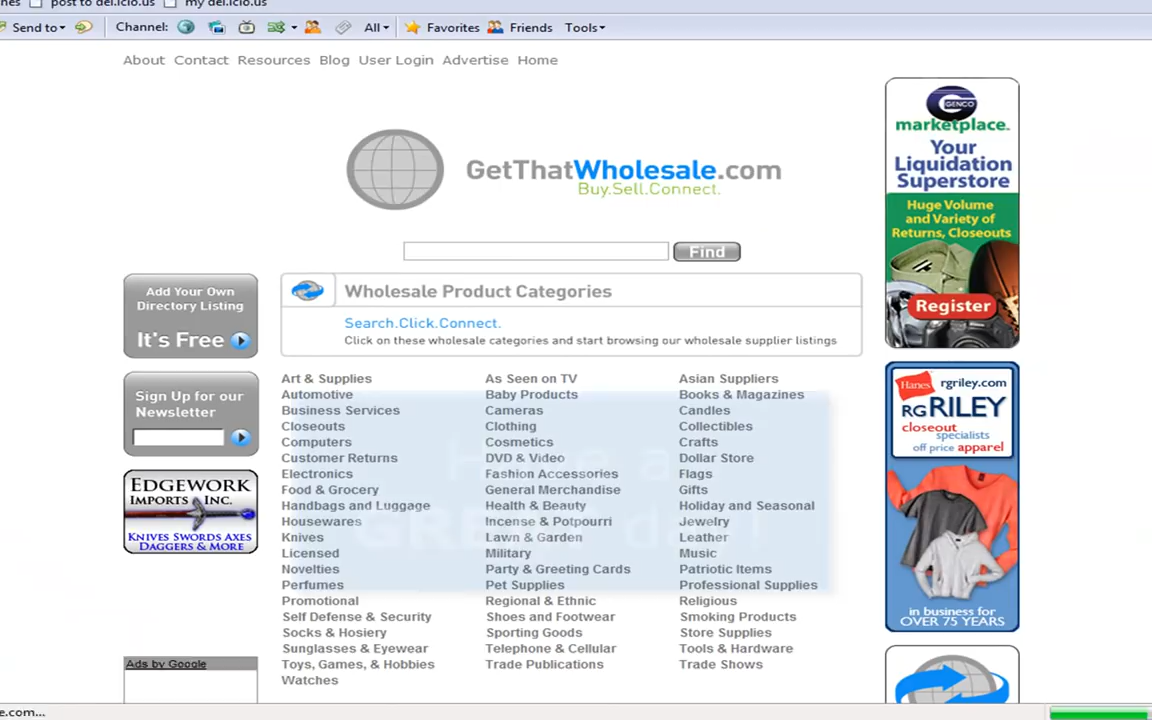 nes post to del.icio.us my del.icio.us
Send to Channel: All Favorites Friends Tools
About Contact Resources Blog User Login Advertise Home
GetThatWholesale.com
Buy.Sell.Connect.
Find
Add Your Own
Directory Listing
It's Free
Sign Up for our
Newsletter
EDGEWORK
IMPORTS INC.
KNIVES SWORDS AXES
DAGGERS & MORE
Ads by Google
Wholesale Product Categories
Search.Click.Connect.
Click on these wholesale categories and start browsing our wholesale supplier listings
Art & Supplies As Seen on TV Asian Suppliers
Automotive Baby Products Books & Magazines
Business Services Cameras Candles
Closeouts Clothing Collectibles
Computers Cosmetics Crafts
Customer Returns DVD & Video Dollar Store
Electronics Fashion Accessories Flags
Food & Grocery General Merchandise Gifts
Handbags and Luggage Health & Beauty Holiday and Seasonal
Housewares Incense & Potpourri Jewelry
Knives Lawn & Garden Leather
Licensed Military Music
Novelties Party & Greeting Cards Patriotic Items
Perfumes Pet Supplies Professional Supplies
Promotional Regional & Ethnic Religious
Self Defense & Security Shoes and Footwear Smoking Products
Socks & Hosiery Sporting Goods Store Supplies
Sunglasses & Eyewear Telephone & Cellular Tools & Hardware
Toys, Games, & Hobbies Trade Publications Trade Shows
Watches
GENCO
marketplace.
Your
Liquidation
Superstore
Huge Volume
and Variety of
Returns, Closeouts
Register
Hanes rgriley.com
RG RILEY
closeout
specialists
off price apparel
in business for
OVER 75 YEARS
e.com...